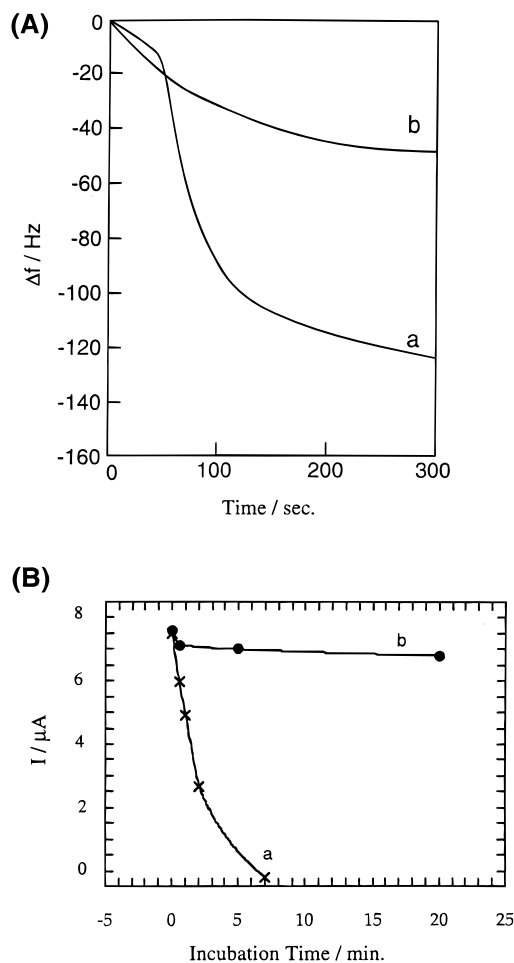 (A)
0
-20
-40
-60
-80
-100
-120
-140
-160
Δf / Hz
b
a
0 100 200 300
Time / sec.
(B)
8
6
4
2
0
I / μA
b
a
-5 0 5 10 15 20 25
Incubation Time / min.